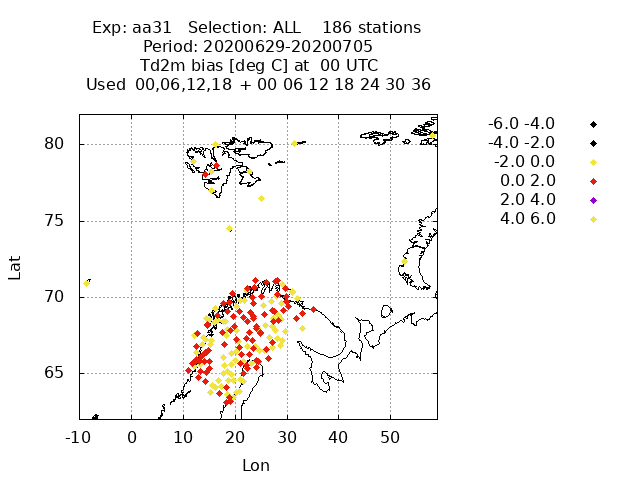 Exp: aa31 Selection: ALL 186 stations
Period: 20200629-20200705
Td2m bias [deg C] at 00 UTC
Used 00,06,12,18 + 00 06 12 18 24 30 36
-6.0 -4.0
-4.0 -2.0
-2.0 0.0
0.0 2.0
2.0 4.0
4.0 6.0
80
75
70
65
Lat
-10 0 10 20 30 40 50
Lon